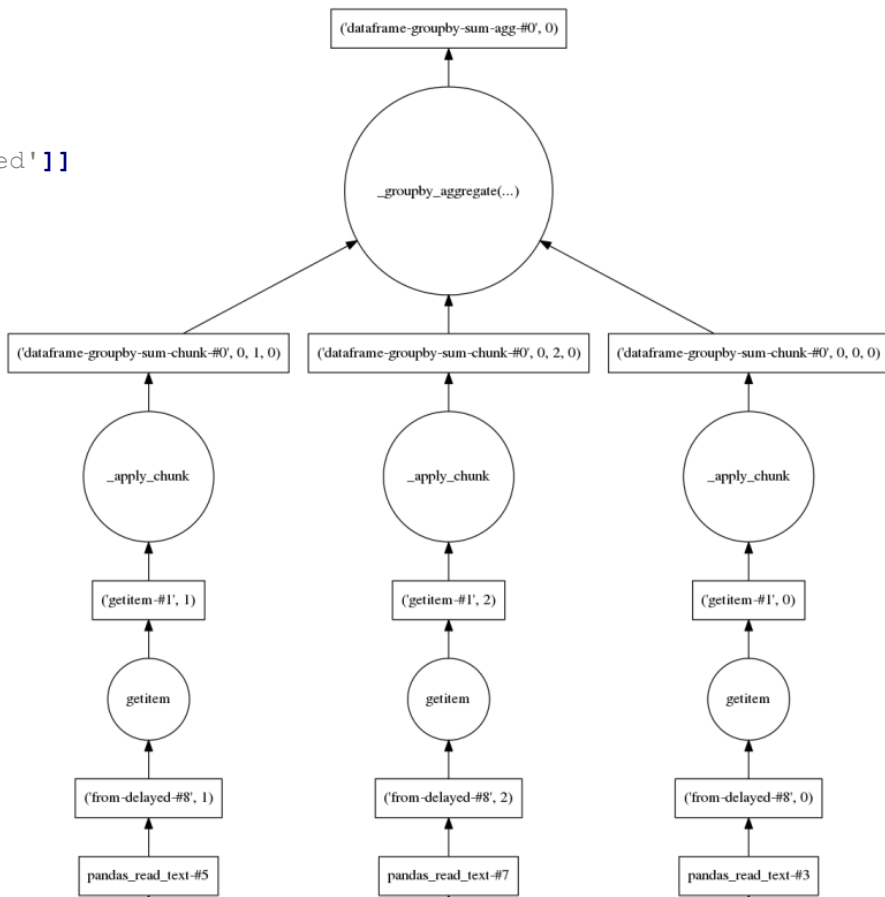 ('dataframe-groupby-sum-agg-#0', 0)
ed']]
_groupby_aggregate(...)
('dataframe-groupby-sum-chunk-#0', 0, 1, 0)
('dataframe-groupby-sum-chunk-#0', 0, 2, 0)
('dataframe-groupby-sum-chunk-#0', 0, 0, 0)
_apply_chunk
_apply_chunk
_apply_chunk
('getitem-#1', 1)
('getitem-#1', 2)
('getitem-#1', 0)
getitem
getitem
getitem
('from-delayed-#8', 1)
('from-delayed-#8', 2)
('from-delayed-#8', 0)
pandas_read_text-#5
pandas_read_text-#7
pandas_read_text-#3